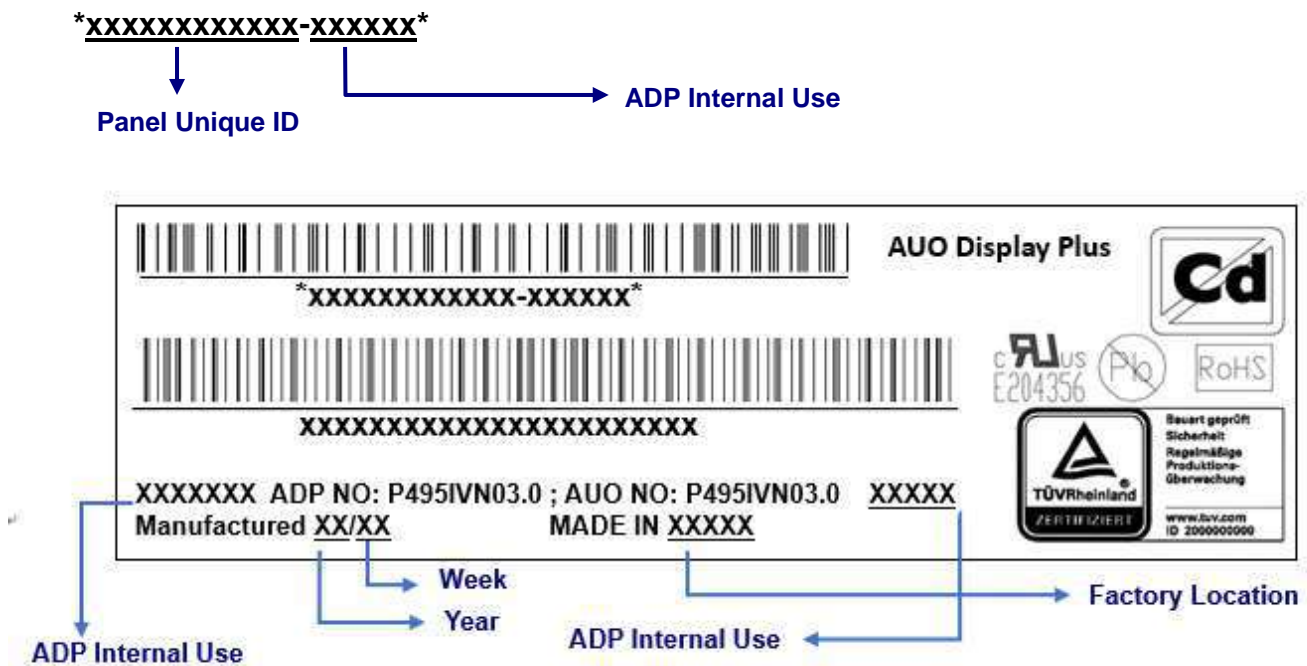 *xxxxxxxxxxxx-xxxxxx*
ADP Internal Use
Panel Unique ID
AUO Display Plus
Cd
*xxxxxxxxxxxx-xxxxxx*
c RU US
E204356
Pb
RoHS
XXXXXXXXXXXXXXXXXXXXXXX
Bauart geprüft
Sicherheit
Regelmäßige
Produktions-
überwachung
TÜVRheinland®
ZERTIFIZIERT
www.tuv.com
ID 2000000000
XXXXXXX ADP NO: P495IVN03.0 ; AUO NO: P495IVN03.0 XXXXX
Manufactured XX/XX MADE IN XXXXX
Week
Year
Factory Location
ADP Internal Use
ADP Internal Use